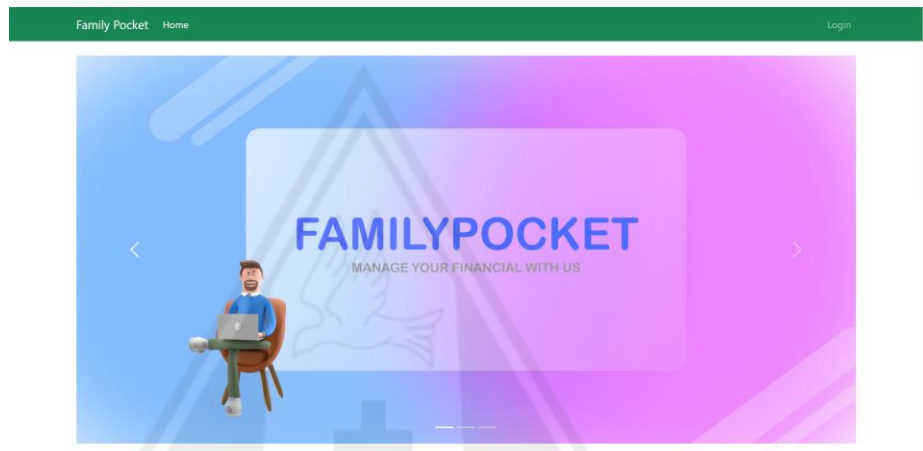 Family Pocket Home Login
FAMILYPOCKET
MANAGE YOUR FINANCIAL WITH US